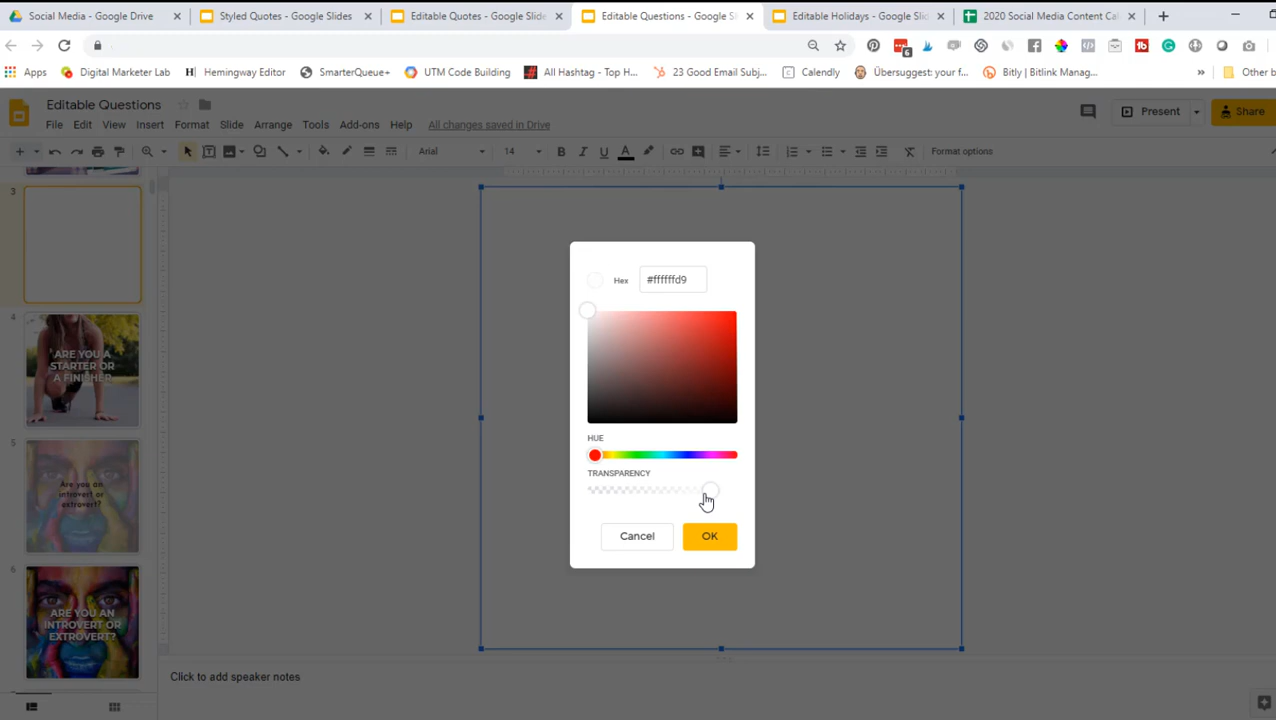 Social Media - Google Drive
Styled Quotes - Google Slides
Editable Quotes - Google Slide
Editable Questions - Google S
Editable Holidays - Google Slid
2020 Social Media Content Ca
6
Apps
Digital Marketer Lab
Hemingway Editor
SmarterQueue+
UTM Code Building
All Hashtag - Top H...
23 Good Email Subj...
Calendly
Übersuggest: your f...
Bitly | Bitlink Manag...
»
Other b
Editable Questions
File Edit View Insert Format Slide Arrange Tools Add-ons Help All changes saved in Drive
Present
Share
Arial
14
B I U A
Format options
3
4
ARE YOU A
STARTER OR
A FINISHER
5
Are you an
introvert or
extrovert?
6
ARE YOU AN
INTROVERT OR
EXTROVERT?
Hex #ffffffd9
HUE
TRANSPARENCY
Cancel OK
Click to add speaker notes